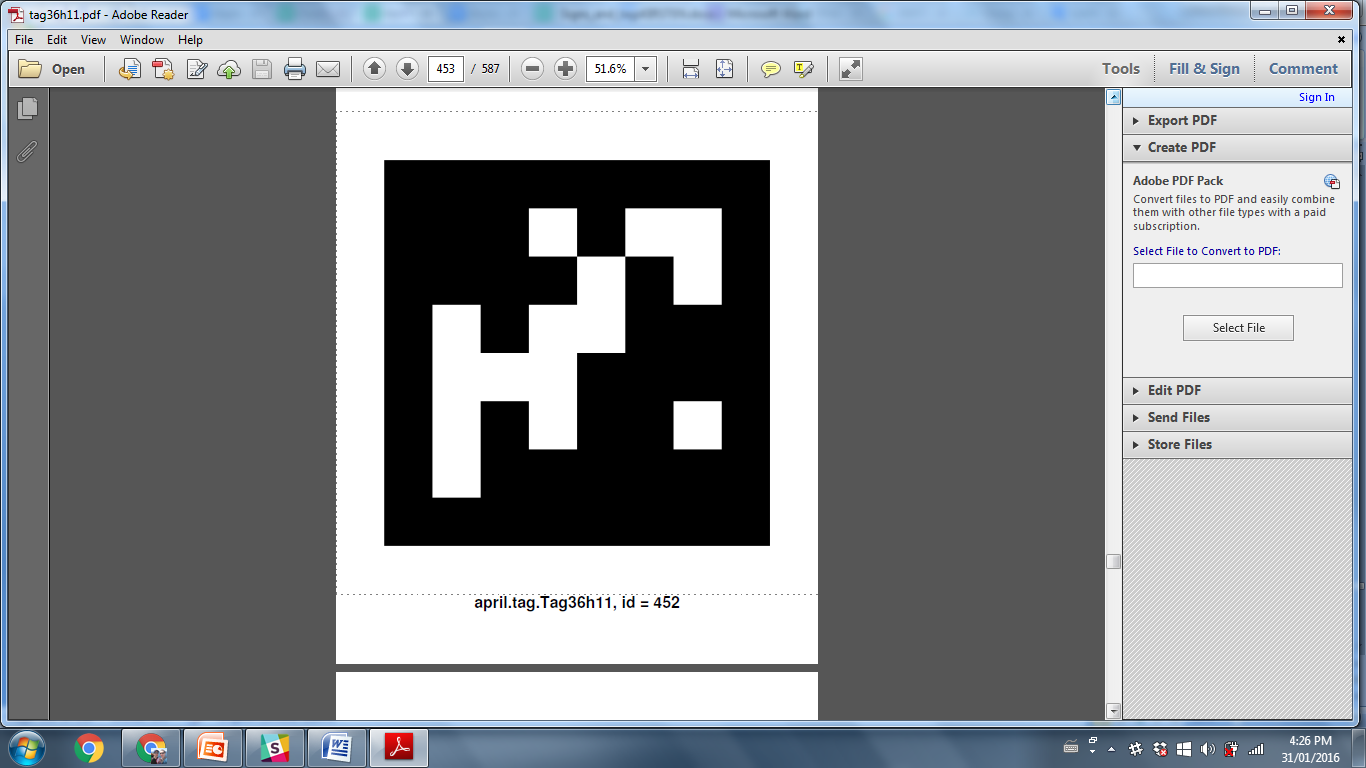 tag36h11.pdf - Adobe Reader
File Edit View Window Help
Open 453 / 587 51.6% Tools Fill & Sign Comment
Sign In
Export PDF
Create PDF
Adobe PDF Pack
Convert files to PDF and easily combine
them with other file types with a paid
subscription.
Select File to Convert to PDF:
Select File
Edit PDF
Send Files
Store Files
april.tag.Tag36h11, id = 452
4:26 PM
31/01/2016